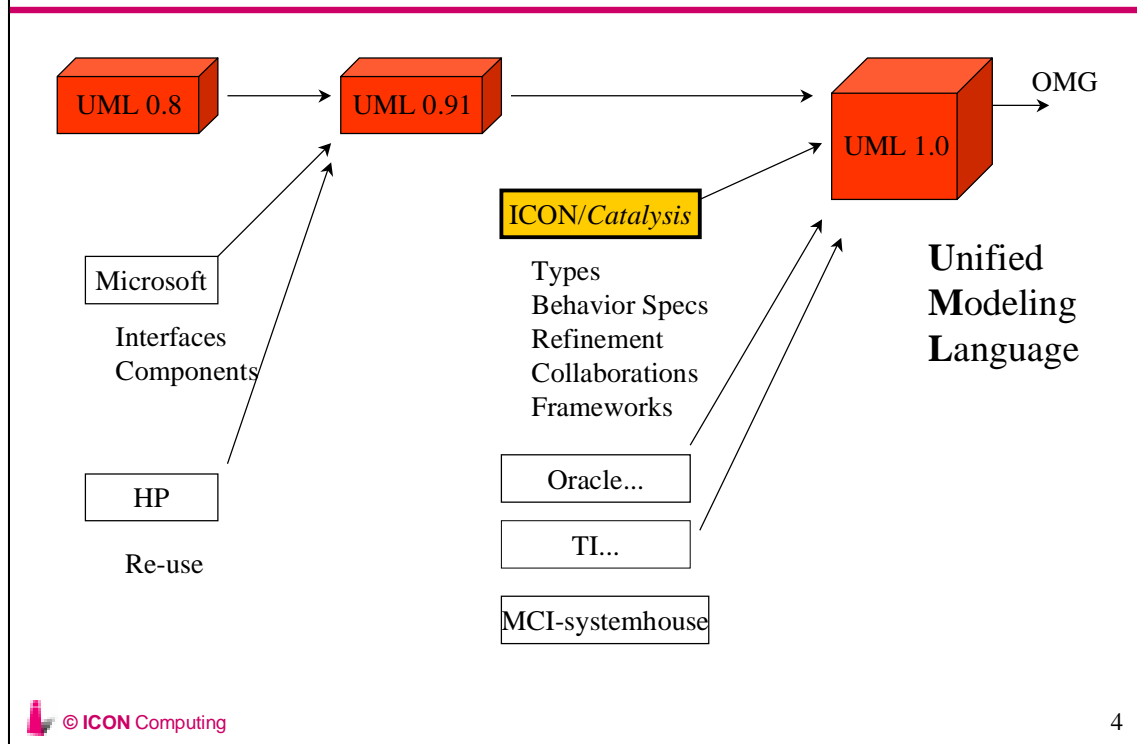 UML 0.8
UML 0.91
UML 1.0
OMG
Microsoft
Interfaces
Components
HP
Re-use
ICON/Catalysis
Types
Behavior Specs
Refinement
Collaborations
Frameworks
Oracle...
TI...
MCI-systemhouse
Unified
Modeling
Language
© ICON Computing
4